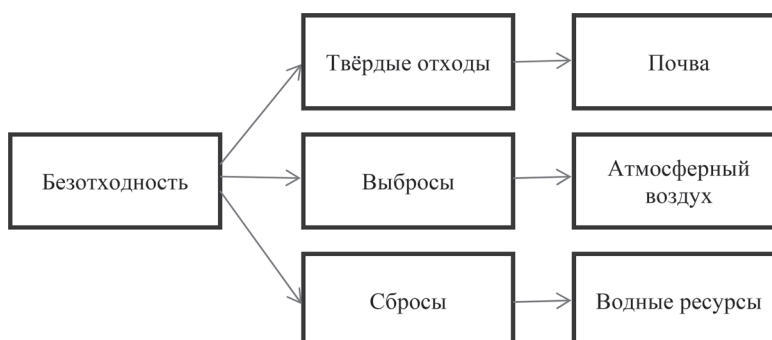 Твёрдые отходы
Почва
Безотходность
Выбросы
Атмосферный
воздух
Сбросы
Водные ресурсы